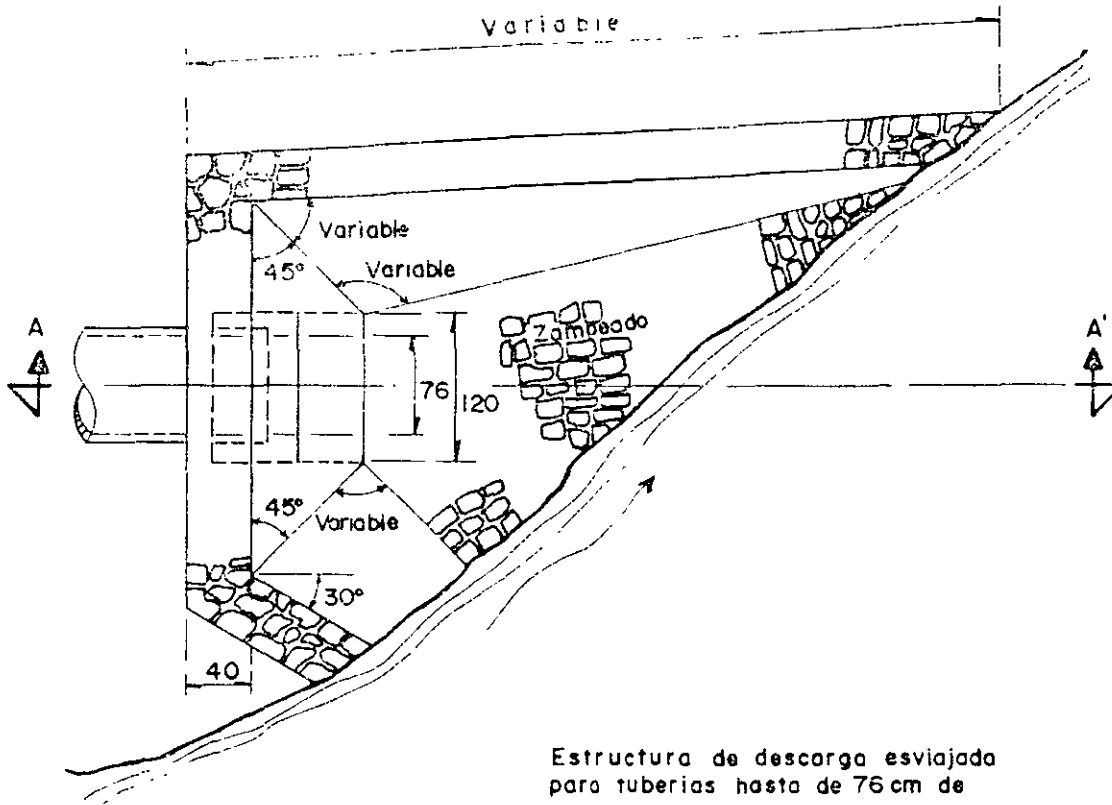 Variable
Variable
45°
Variable
A
A'
Zampeado
76
120
45°
Variable
30°
40
Estructura de descarga esviajada
para tuberias hasta de 76 cm de